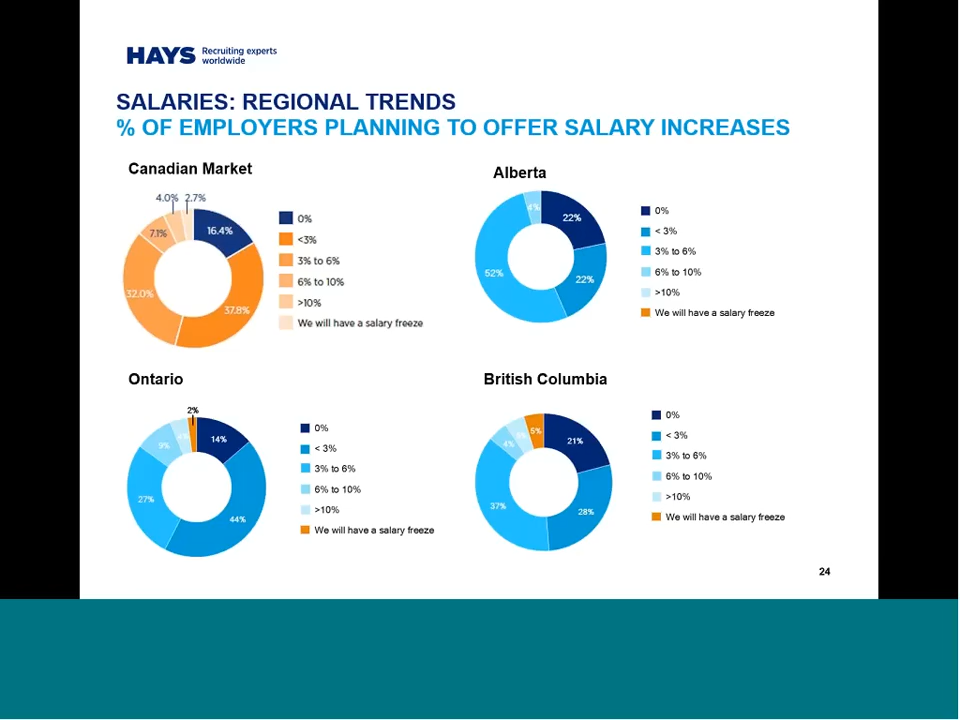 HAYS Recruiting experts
worldwide
SALARIES: REGIONAL TRENDS
% OF EMPLOYERS PLANNING TO OFFER SALARY INCREASES
Canadian Market
4.0% 2.7%
16.4%
7.1%
32.0%
37.8%
0%
<3%
3% to 6%
6% to 10%
>10%
We will have a salary freeze
Alberta
4%
22%
52%
22%
0%
< 3%
3% to 6%
6% to 10%
>10%
We will have a salary freeze
Ontario
2%
14%
9%
27%
44%
0%
< 3%
3% to 6%
6% to 10%
>10%
We will have a salary freeze
British Columbia
5%
21%
4%
37%
28%
0%
< 3%
3% to 6%
6% to 10%
>10%
We will have a salary freeze
24